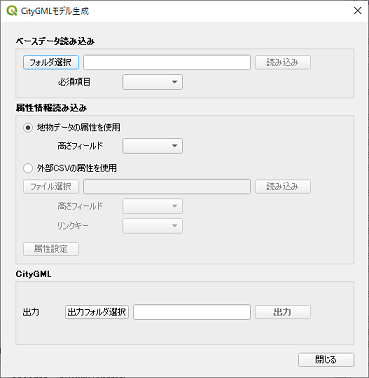 CityGMLモデル生成
ベースデータ読み込み
フォルダ選択 読み込み
必須項目
属性情報読み込み
地物データの属性を使用
高さフィールド
外部CSVの属性を使用
ファイル選択 読み込み
高さフィールド
リンクキー
属性設定
CityGML
出力 出力フォルダ選択 出力
閉じる